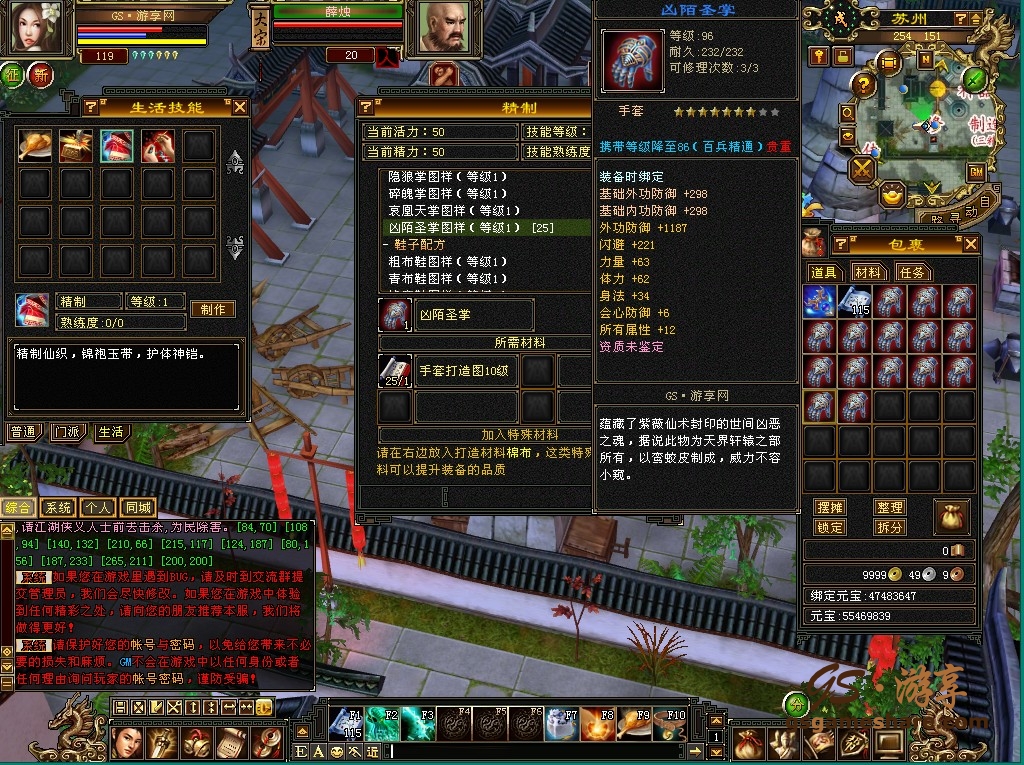 GS·游享网
119
大宗
薛烛
20
征
新
生活技能
精制
等级:1
制作
熟练度:0/0
精制仙织，锦袍玉带，护体神铠。
普通
门派
生活
精制
当前活力:50
技能等级:
当前精力:50
技能熟练度
隐狼掌图样(等级1)
碎魄掌图样(等级1)
哀凰天掌图样(等级1)
凶陌圣掌图样(等级1) [25]
- 鞋子配方
粗布鞋图样(等级1)
青布鞋图样(等级1)
1
凶陌圣掌
所需材料
25/1
手套打造图10级
加入特殊材料
请在右边放入打造材料棉布，这类特殊
料可以提升装备的品质
凶陌圣掌
等级:96
耐久:232/232
可修理次数:3/3
手套
携带等级降至86(百兵精通)贵重
装备时绑定
基础外功防御 +298
基础内功防御 +298
外功防御 +1187
闪避 +221
力量 +63
体力 +62
身法 +34
会心防御 +6
所有属性 +12
资质未鉴定
GS·游享网
蕴藏了紫薇仙术封印的世间凶恶
之魂，据说此物为天界轩辕之部
所有，以蛮蛟皮制成，威力不容
小窥。
戌
苏州
254 151
N
GM
自动寻路
包裹
道具
材料
任务
115
摆摊
整理
锁定
拆分
0
9999 49 9
绑定元宝:47483647
元宝:55469839
综合
系统
个人
同城
,请江湖侠义人士前去击杀,为民除害。[84,70] [108
,94] [140,132] [210,66] [215,117] [124,187] [80,1
56] [187,233] [265,211] [200,200]
系统 如果您在游戏里遇到BUG，请及时到交流群提
交管理员，我们会尽快修改。如果您在游戏中体验
到任何精彩之处，请向您的朋友推荐本服，我们将
做得更好!
系统 请保护好您的帐号与密码，以免给您带来不必
要的损失和麻烦。GM不会在游戏中以任何身份或者
任何理由询问玩家的帐号密码，谨防受骗!
F1
115
F2
F3
F4
F5
F6
F7
F8
F9
F10
E
A
近
1
GS·游享